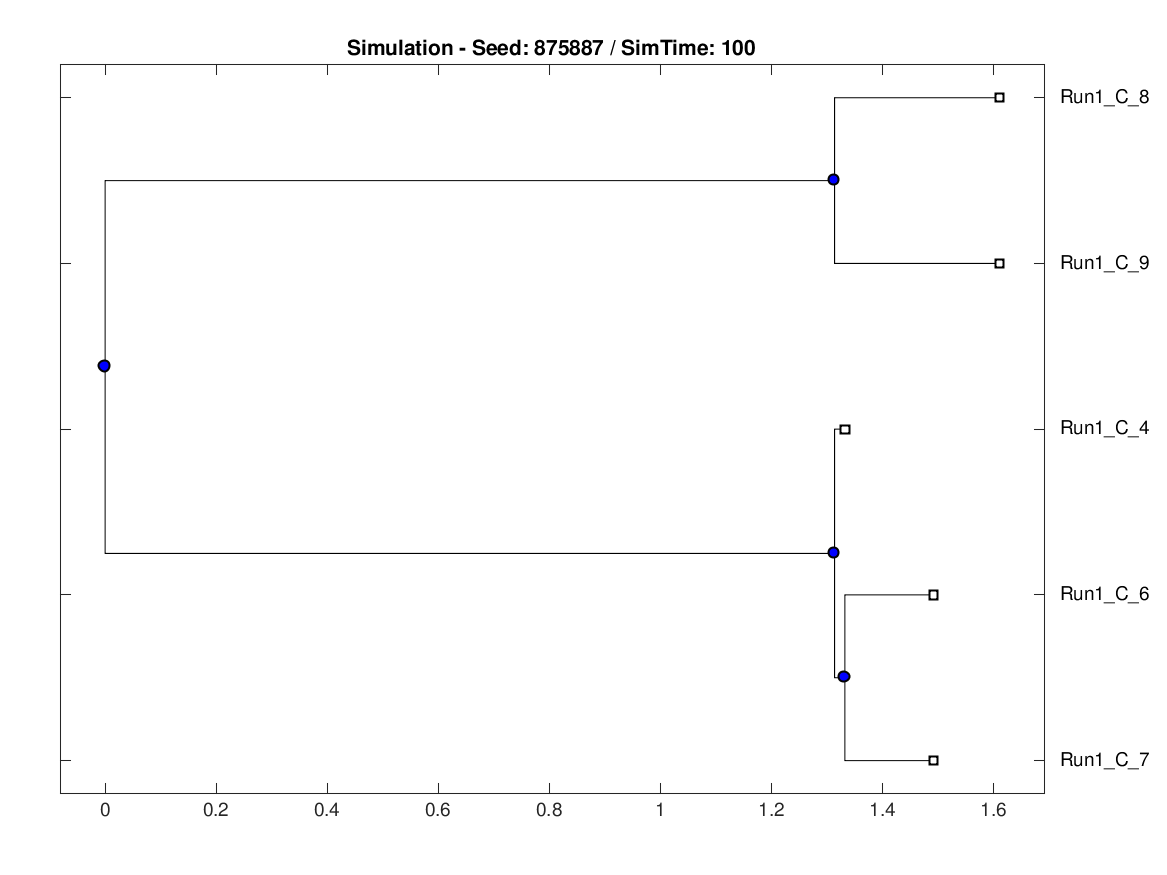 Simulation - Seed: 875887 / SimTime: 100
Run1_C_8
Run1_C_9
Run1_C_4
Run1_C_6
Run1_C_7
0 0.2 0.4 0.6 0.8 1 1.2 1.4 1.6